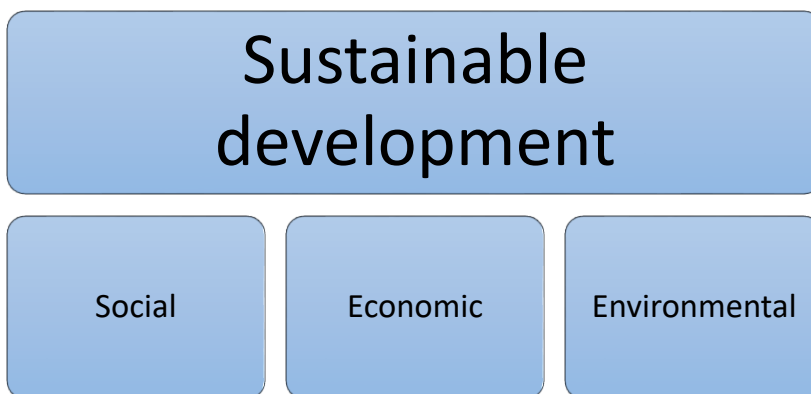 Sustainable
development
Social
Economic
Environmental